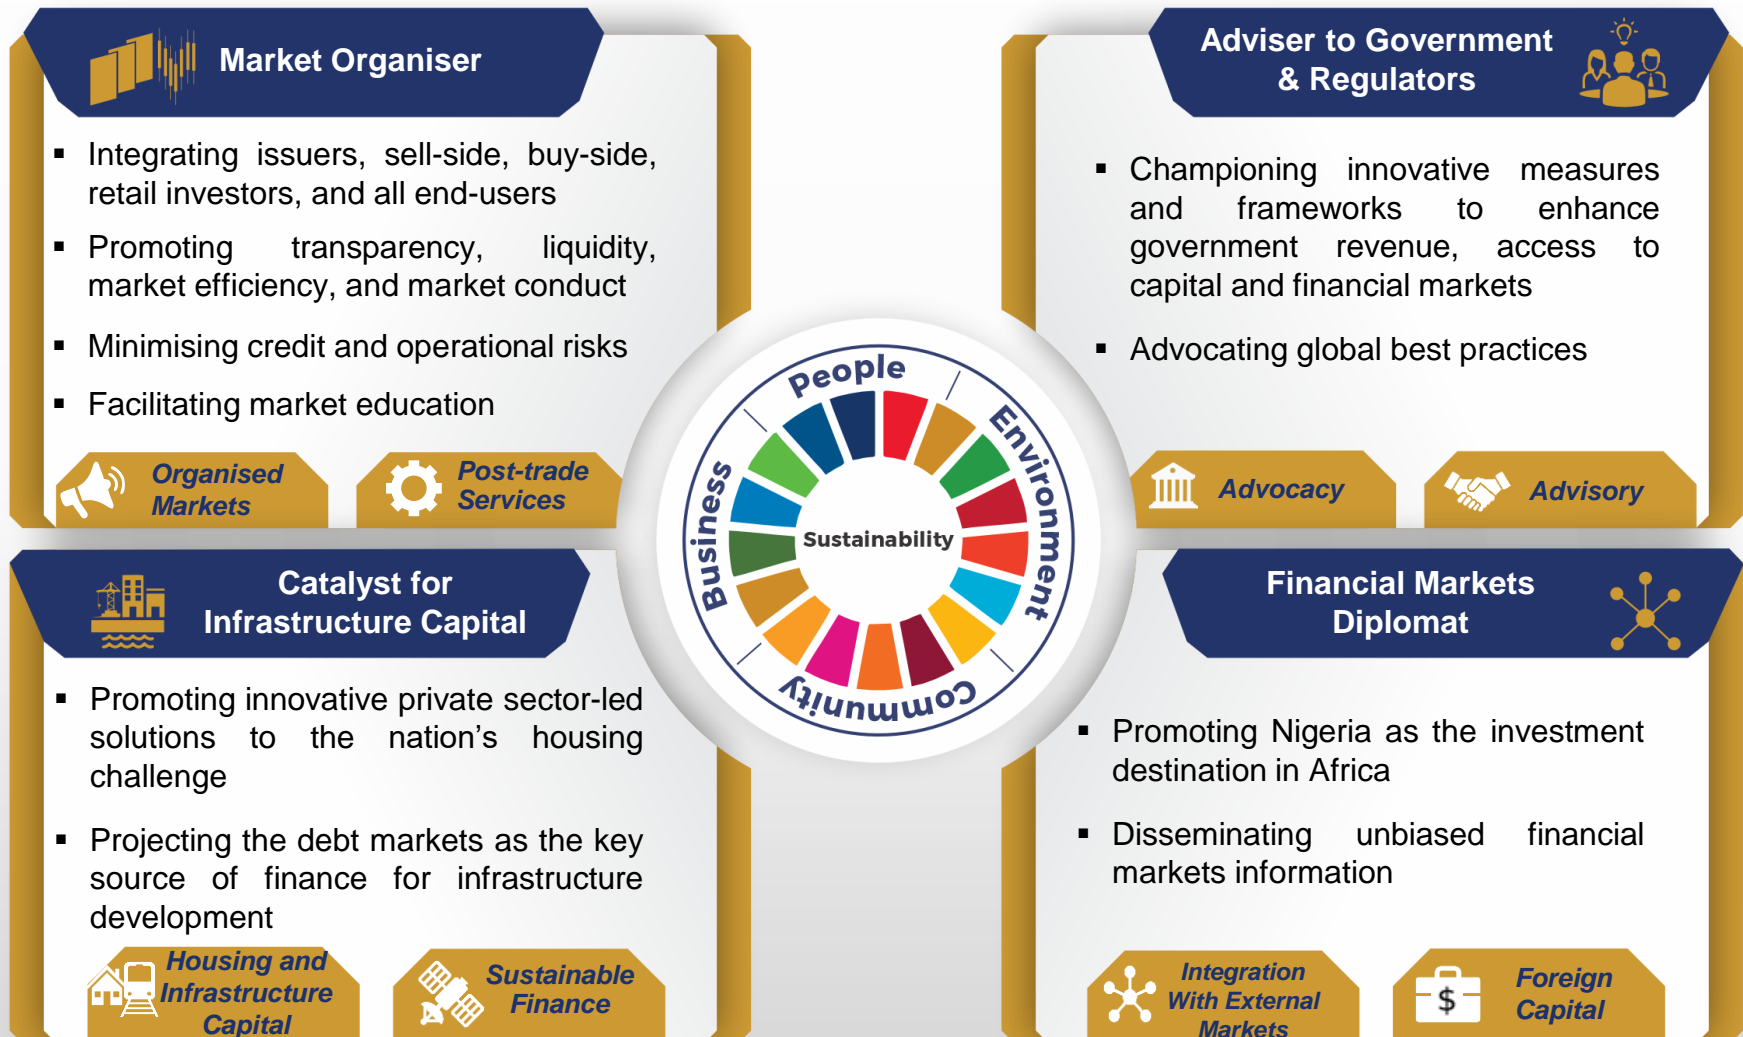 Market Organiser
Integrating issuers, sell-side, buy-side,
retail investors, and all end-users
Promoting transparency, liquidity,
market efficiency, and market conduct
Minimising credit and operational risks
Facilitating market education
Organised
Markets
Post-trade
Services
Adviser to Government
& Regulators
Championing innovative measures
and frameworks to enhance
government revenue, access to
capital and financial markets
Advocating global best practices
Advocacy
Advisory
People
Environment
Community
Business
Sustainability
Catalyst for
Infrastructure Capital
Promoting innovative private sector-led
solutions to the nation’s housing
challenge
Projecting the debt markets as the key
source of finance for infrastructure
development
Housing and
Infrastructure
Capital
Sustainable
Finance
Financial Markets
Diplomat
Promoting Nigeria as the investment
destination in Africa
Disseminating unbiased financial
markets information
Integration
With External
Markets
$
Foreign
Capital